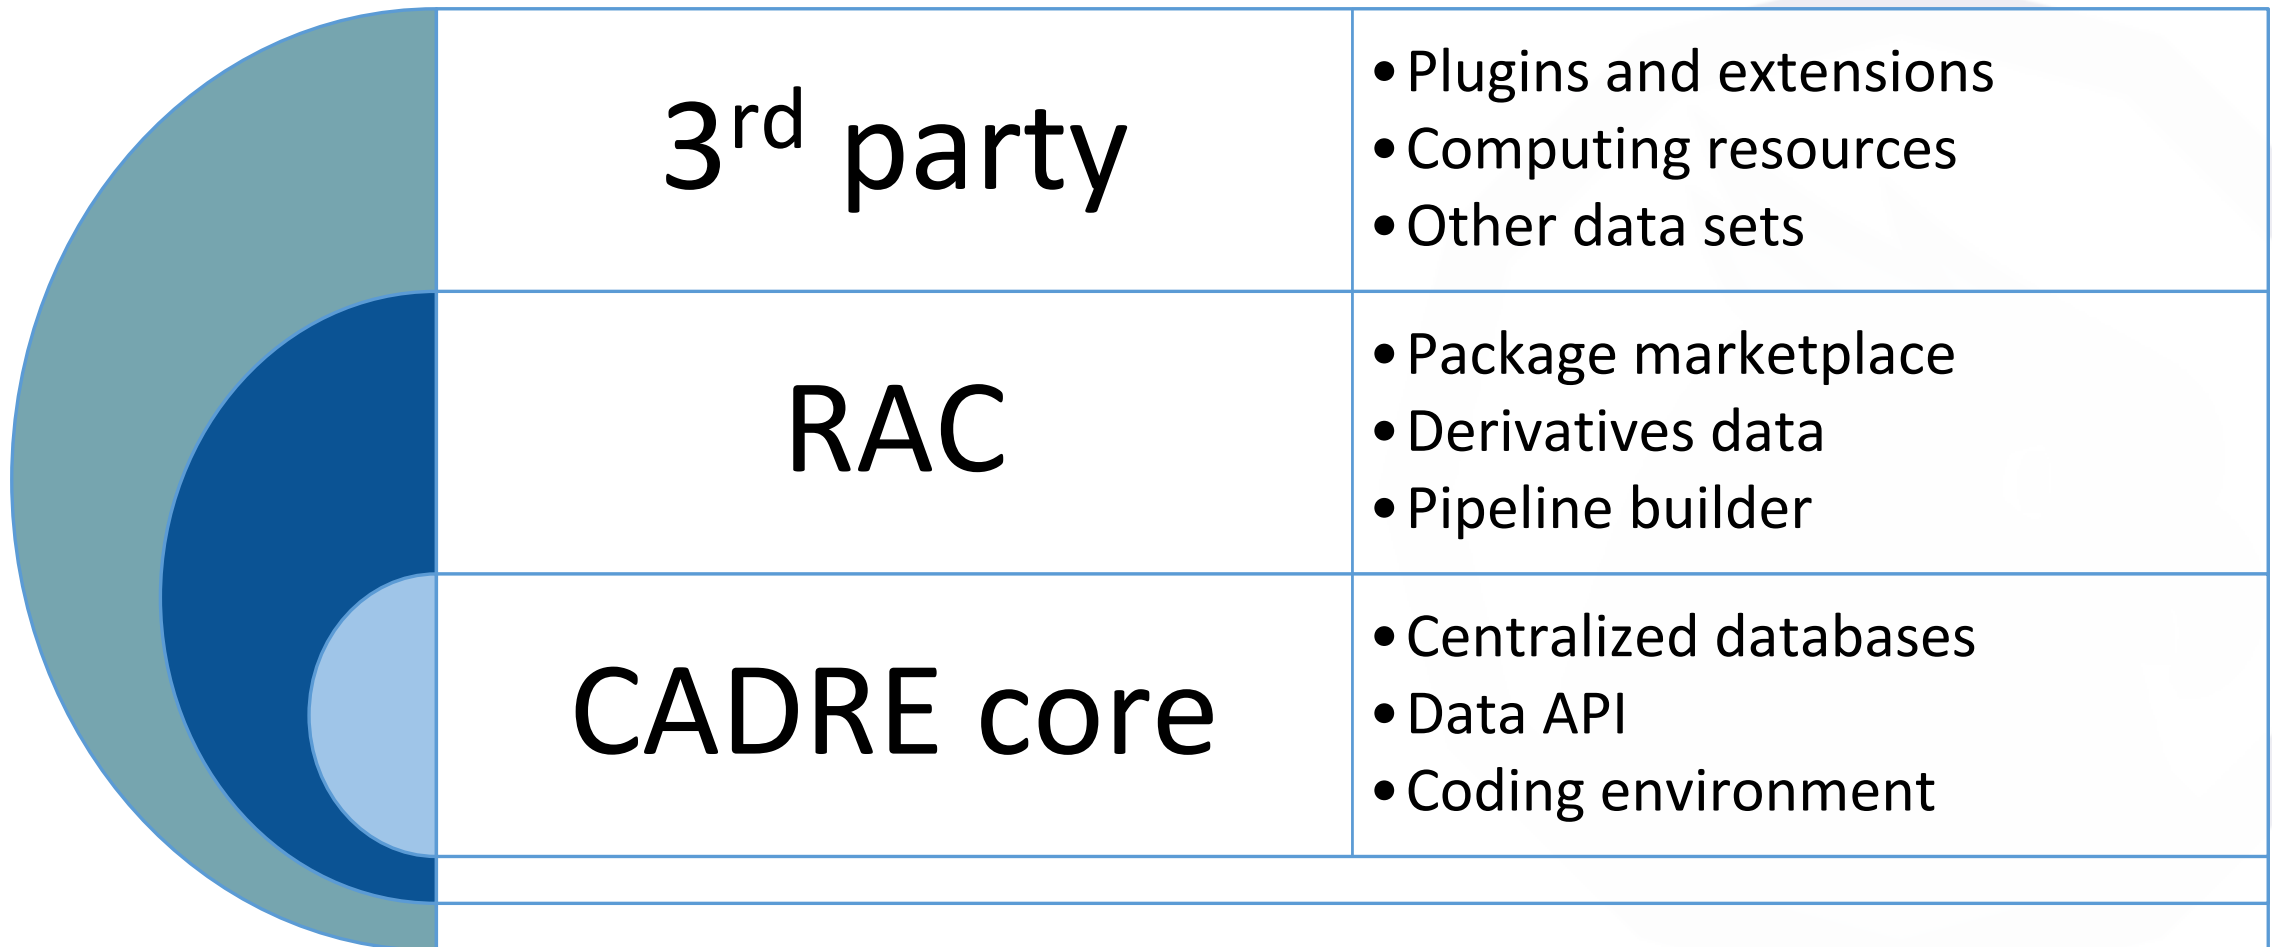 3rd party
• Plugins and extensions
• Computing resources
• Other data sets
RAC
• Package marketplace
• Derivatives data
• Pipeline builder
CADRE core
• Centralized databases
• Data API
• Coding environment